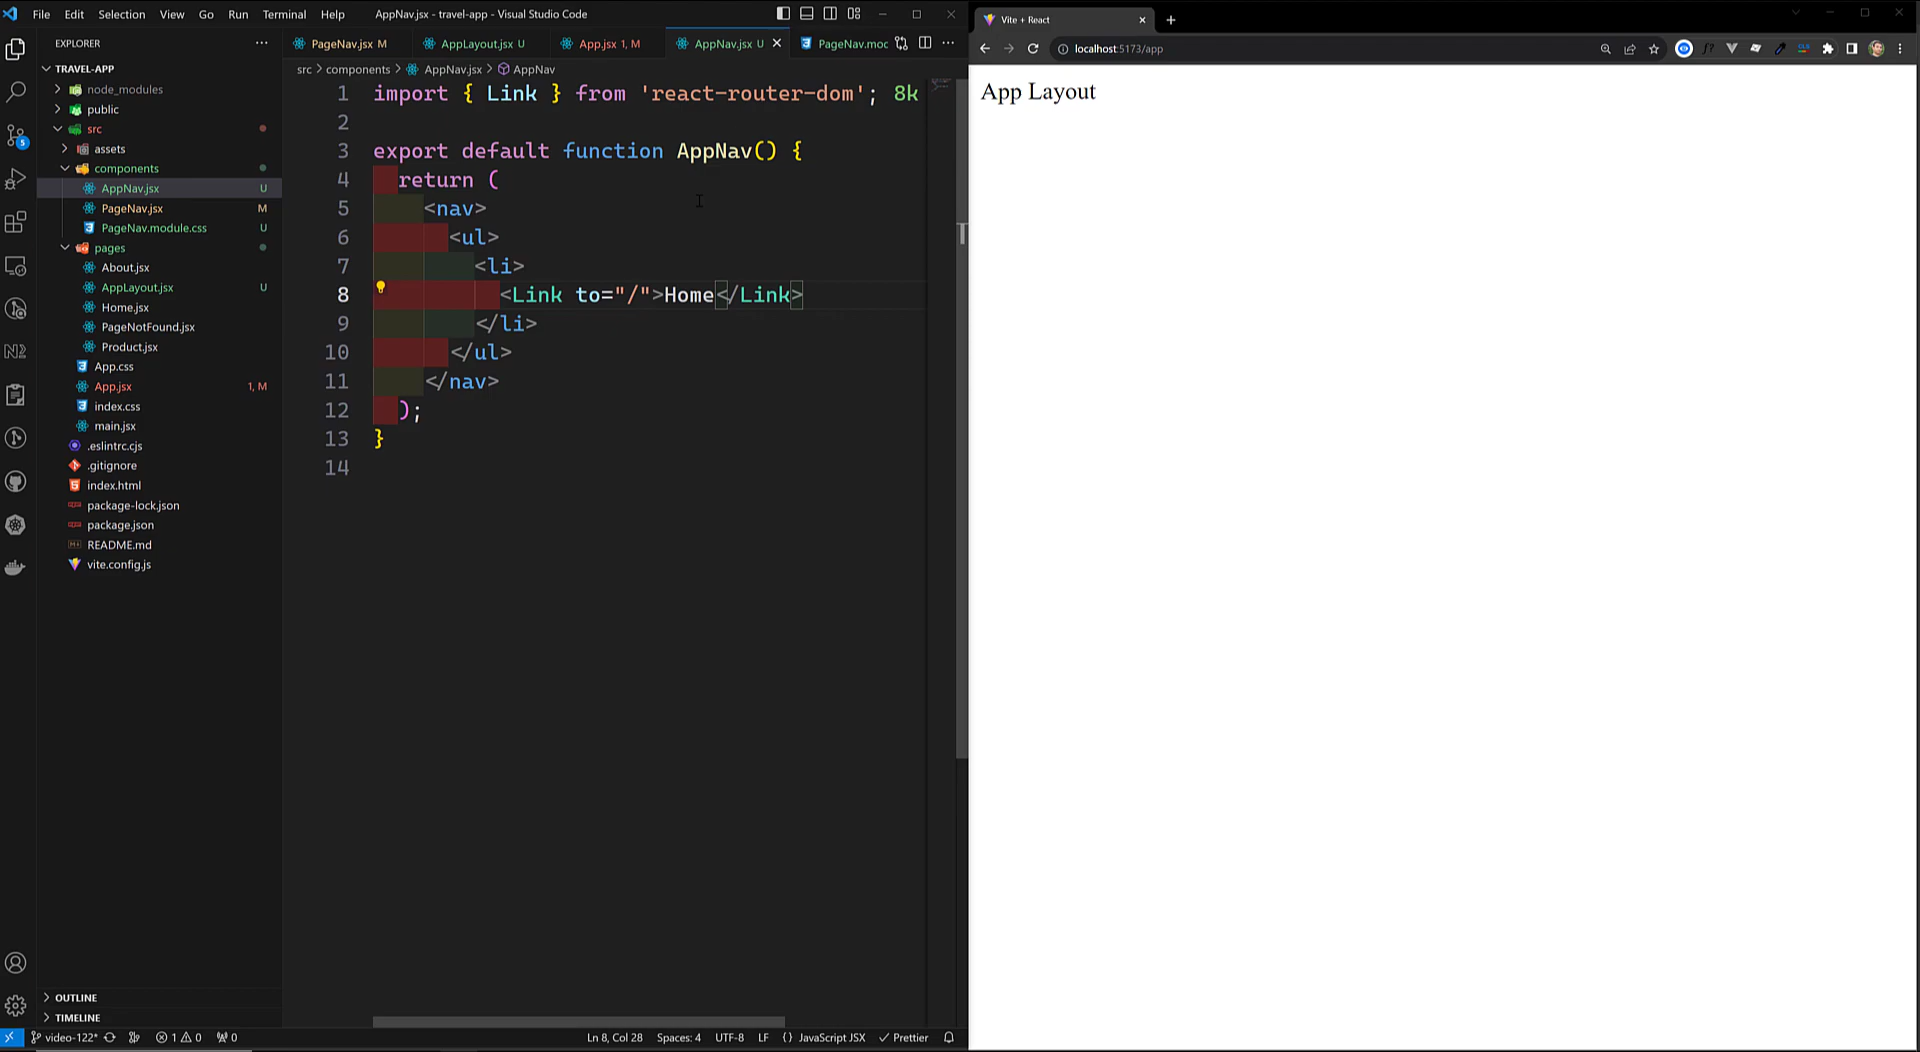 File Edit Selection View Go Run Terminal Help
AppNav.jsx - travel-app - Visual Studio Code
EXPLORER
TRAVEL-APP
node_modules
public
src
assets
components
AppNav.jsx U
PageNav.jsx M
PageNav.module.css U
pages
About.jsx
AppLayout.jsx U
Home.jsx
PageNotFound.jsx
Product.jsx
App.css
App.jsx 1, M
index.css
main.jsx
.eslintrc.cjs
.gitignore
index.html
package-lock.json
package.json
README.md
vite.config.js
OUTLINE
TIMELINE
5
PageNav.jsx M
AppLayout.jsx U
App.jsx 1, M
AppNav.jsx U
PageNav.moc
src > components > AppNav.jsx > AppNav
1 import { Link } from 'react-router-dom'; 8k
2
3 export default function AppNav() {
4 return (
5 <nav>
6 <ul>
7 <li>
8 <Link to="/">Home</Link>
9 </li>
10 </ul>
11 </nav>
12 );
13 }
14
video-122* 1 0 0
Ln 8, Col 28 Spaces: 4 UTF-8 LF {} JavaScript JSX Prettier
Vite + React
localhost:5173/app
App Layout